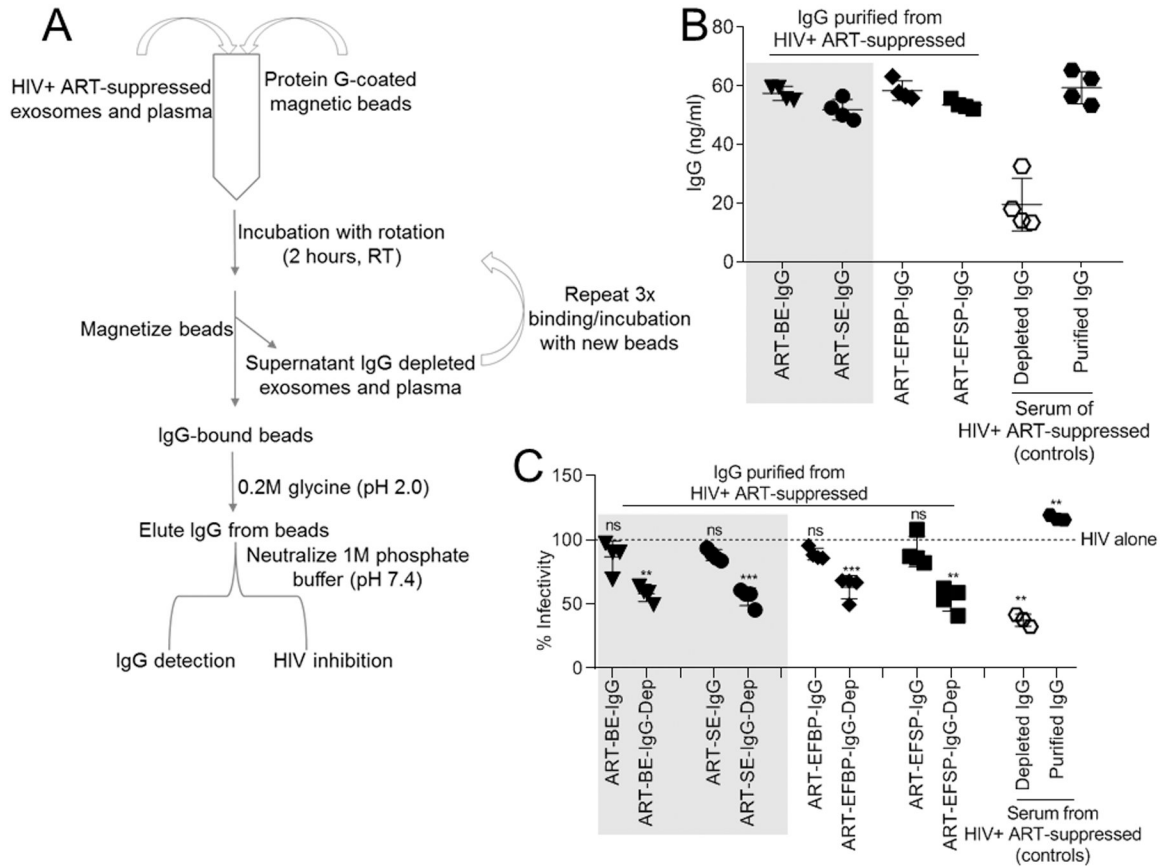 A
HIV+ ART-suppressed
exosomes and plasma
Protein G-coated
magnetic beads
Incubation with rotation
(2 hours, RT)
Magnetize beads
Supernatant IgG depleted
exosomes and plasma
Repeat 3x
binding/incubation
with new beads
IgG-bound beads
0.2M glycine (pH 2.0)
Elute IgG from beads
Neutralize 1M phosphate
buffer (pH 7.4)
IgG detection
HIV inhibition
B
IgG purified from
HIV+ ART-suppressed
IgG (ng/ml)
80
60
40
20
0
ART-BE-IgG
ART-SE-IgG
ART-EFBP-IgG
ART-EFSP-IgG
Depleted IgG
Purified IgG
Serum of
HIV+ ART-suppressed
(controls)
C
IgG purified from
HIV+ ART-suppressed
% Infectivity
150
100
50
0
ns
**
ns
***
ns
***
ns
**
**
**
HIV alone
ART-BE-IgG
ART-BE-IgG-Dep
ART-SE-IgG
ART-SE-IgG-Dep
ART-EFBP-IgG
ART-EFBP-IgG-Dep
ART-EFSP-IgG
ART-EFSP-IgG-Dep
Depleted IgG
Purified IgG
Serum from
HIV+ ART-suppressed
(controls)